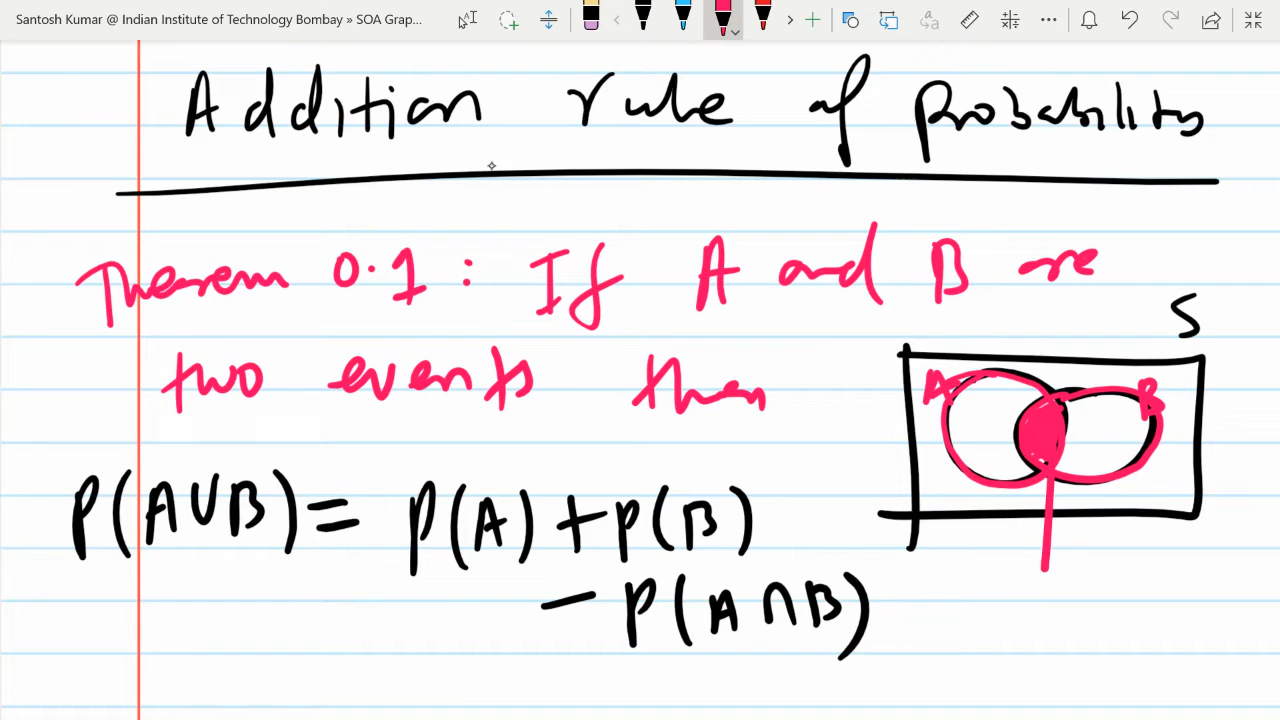 Santosh Kumar @ Indian Institute of Technology Bombay » SOA Grap...
Addition rule of probability
Theorem 0.1: If A and B are
two events then
S
A B
P(A∪B) = P(A) + P(B)
− P(A∩B)